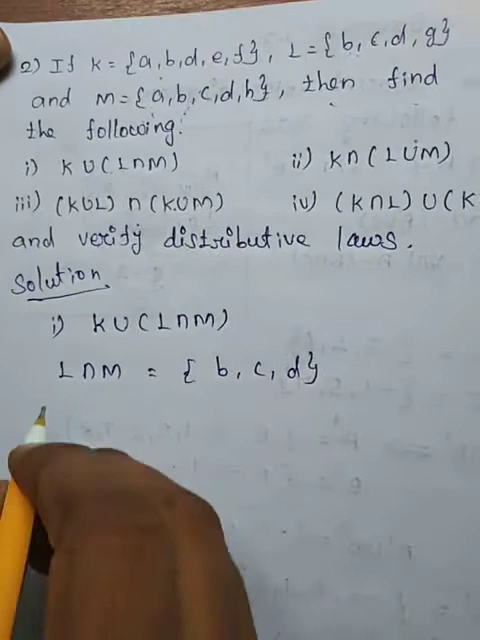 2) If K = {a,b,d,e,f}, L = {b,c,d,g}
and M = {a,b,c,d,h}, then find
the following:
i) K ∪ (L ∩ M) ii) K ∩ (L ∪ M)
iii) (K ∪ L) ∩ (K ∪ M) iv) (K ∩ L) ∪ (K
and verify distributive laws.
Solution
i) K ∪ (L ∩ M)
L ∩ M = { b, c, d}